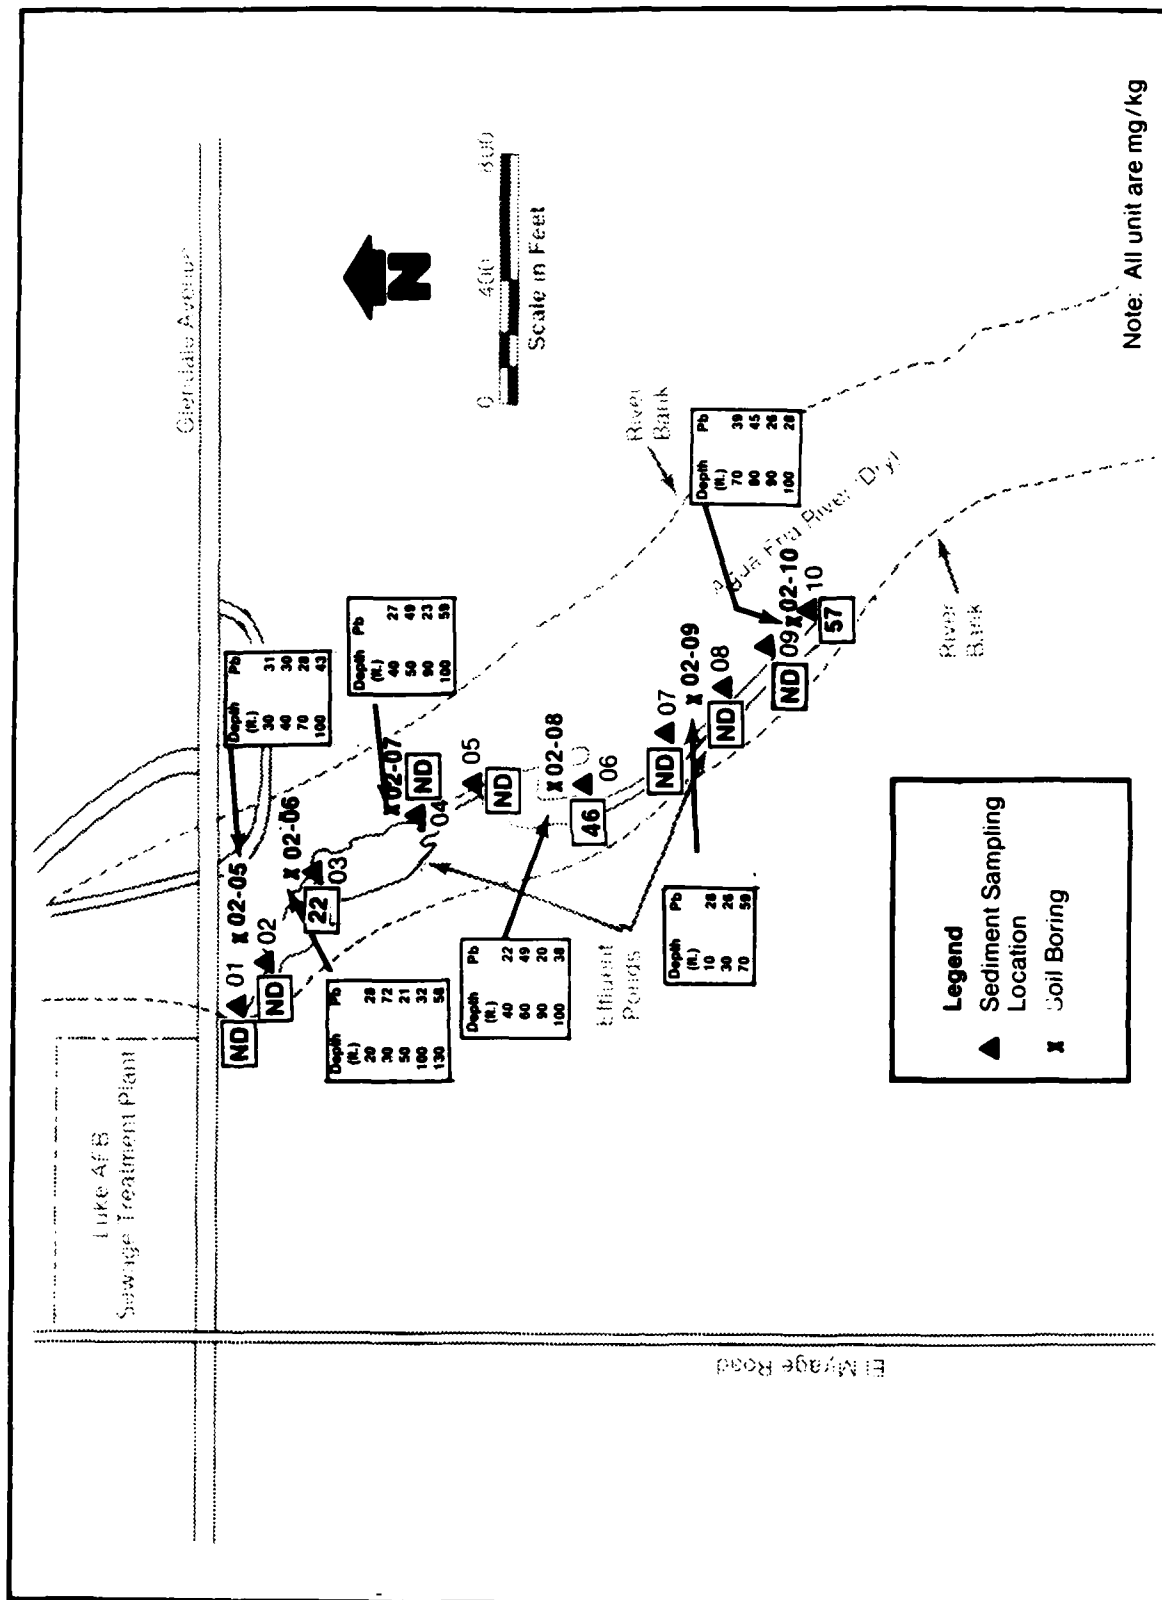 Luke AFB
Sewage Treatment Plant
Glendale Avenue
El Myrage Road
N
0 400 800
Scale in Feet
Depth Pb
(ft.)
30 31
40 30
70 28
100 43
Depth Pb
(ft.)
40 27
50 49
90 23
100 59
Depth Pb
(ft.)
20 28
30 72
50 21
100 32
130 58
Depth Pb
(ft.)
40 22
60 49
90 20
100 38
Depth Pb
(ft.)
10 28
30 26
70 59
Depth Pb
(ft.)
70 39
80 45
90 26
100 28
ND
01
X 02-05
ND
02
X 02-06
22
03
X 02-07
ND
04
05
ND
X 02-08
06
46
07
ND
X 02-09
08
ND
09
ND
X 02-10
10
57
Effluent
Ponds
River
Bank
Agua Fria River (Dry)
River
Bank
Legend
Sediment Sampling
Location
X Soil Boring
Note: All unit are mg/kg